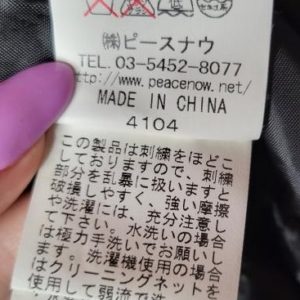 ㈱ピースナウ
TEL. 03-5452-8077
http://www.peacenow.net/
MADE IN CHINA
4104
この製品は刺繍をほどこ
しておりますので、刺繍
部分を乱暴に扱いますと
破損しやすく、強い摩擦
や洗濯には、充分注意し
て下さい。水洗いの場合
は極力手洗いでお願いし
ます。洗濯機使用の場合
はクリーニングネットを
使用して弱流で洗